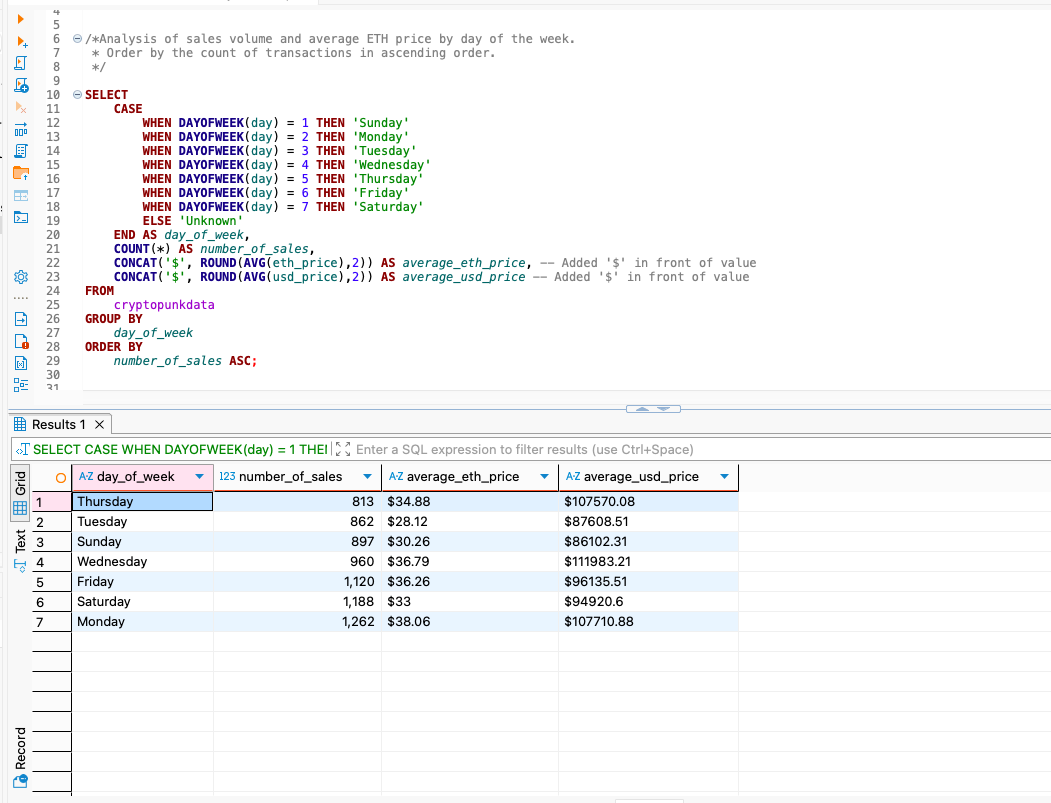 4
5
6 /*Analysis of sales volume and average ETH price by day of the week.
7 * Order by the count of transactions in ascending order.
8 */
9
10 SELECT
11 CASE
12 WHEN DAYOFWEEK(day) = 1 THEN 'Sunday'
13 WHEN DAYOFWEEK(day) = 2 THEN 'Monday'
14 WHEN DAYOFWEEK(day) = 3 THEN 'Tuesday'
15 WHEN DAYOFWEEK(day) = 4 THEN 'Wednesday'
16 WHEN DAYOFWEEK(day) = 5 THEN 'Thursday'
17 WHEN DAYOFWEEK(day) = 6 THEN 'Friday'
18 WHEN DAYOFWEEK(day) = 7 THEN 'Saturday'
19 ELSE 'Unknown'
20 END AS day_of_week,
21 COUNT(*) AS number_of_sales,
22 CONCAT('$', ROUND(AVG(eth_price),2)) AS average_eth_price, -- Added '$' in front of value
23 CONCAT('$', ROUND(AVG(usd_price),2)) AS average_usd_price -- Added '$' in front of value
24 FROM
25 cryptopunkdata
26 GROUP BY
27 day_of_week
28 ORDER BY
29 number_of_sales ASC;
30
31
Results 1 ×
SELECT CASE WHEN DAYOFWEEK(day) = 1 THEI Enter a SQL expression to filter results (use Ctrl+Space)
Grid
Text
Record
A-Z day_of_week 123 number_of_sales A-Z average_eth_price A-Z average_usd_price
1 Thursday 813 $34.88 $107570.08
2 Tuesday 862 $28.12 $87608.51
3 Sunday 897 $30.26 $86102.31
4 Wednesday 960 $36.79 $111983.21
5 Friday 1,120 $36.26 $96135.51
6 Saturday 1,188 $33 $94920.6
7 Monday 1,262 $38.06 $107710.88